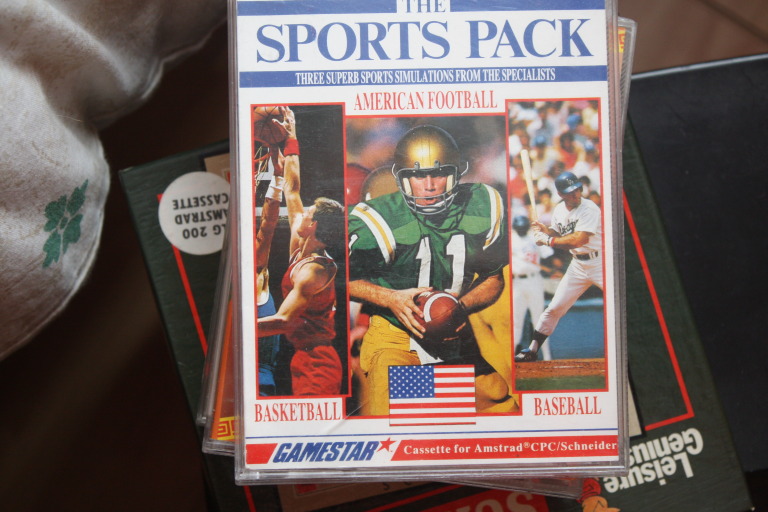 THE
SPORTS PACK
THREE SUPERB SPORTS SIMULATIONS FROM THE SPECIALISTS
AMERICAN FOOTBALL
11
BASKETBALL
BASEBALL
GAMESTAR
Cassette for Amstrad® CPC/Schneider
G 200
AMSTRAD
CASSETTE
Leisure
Genius